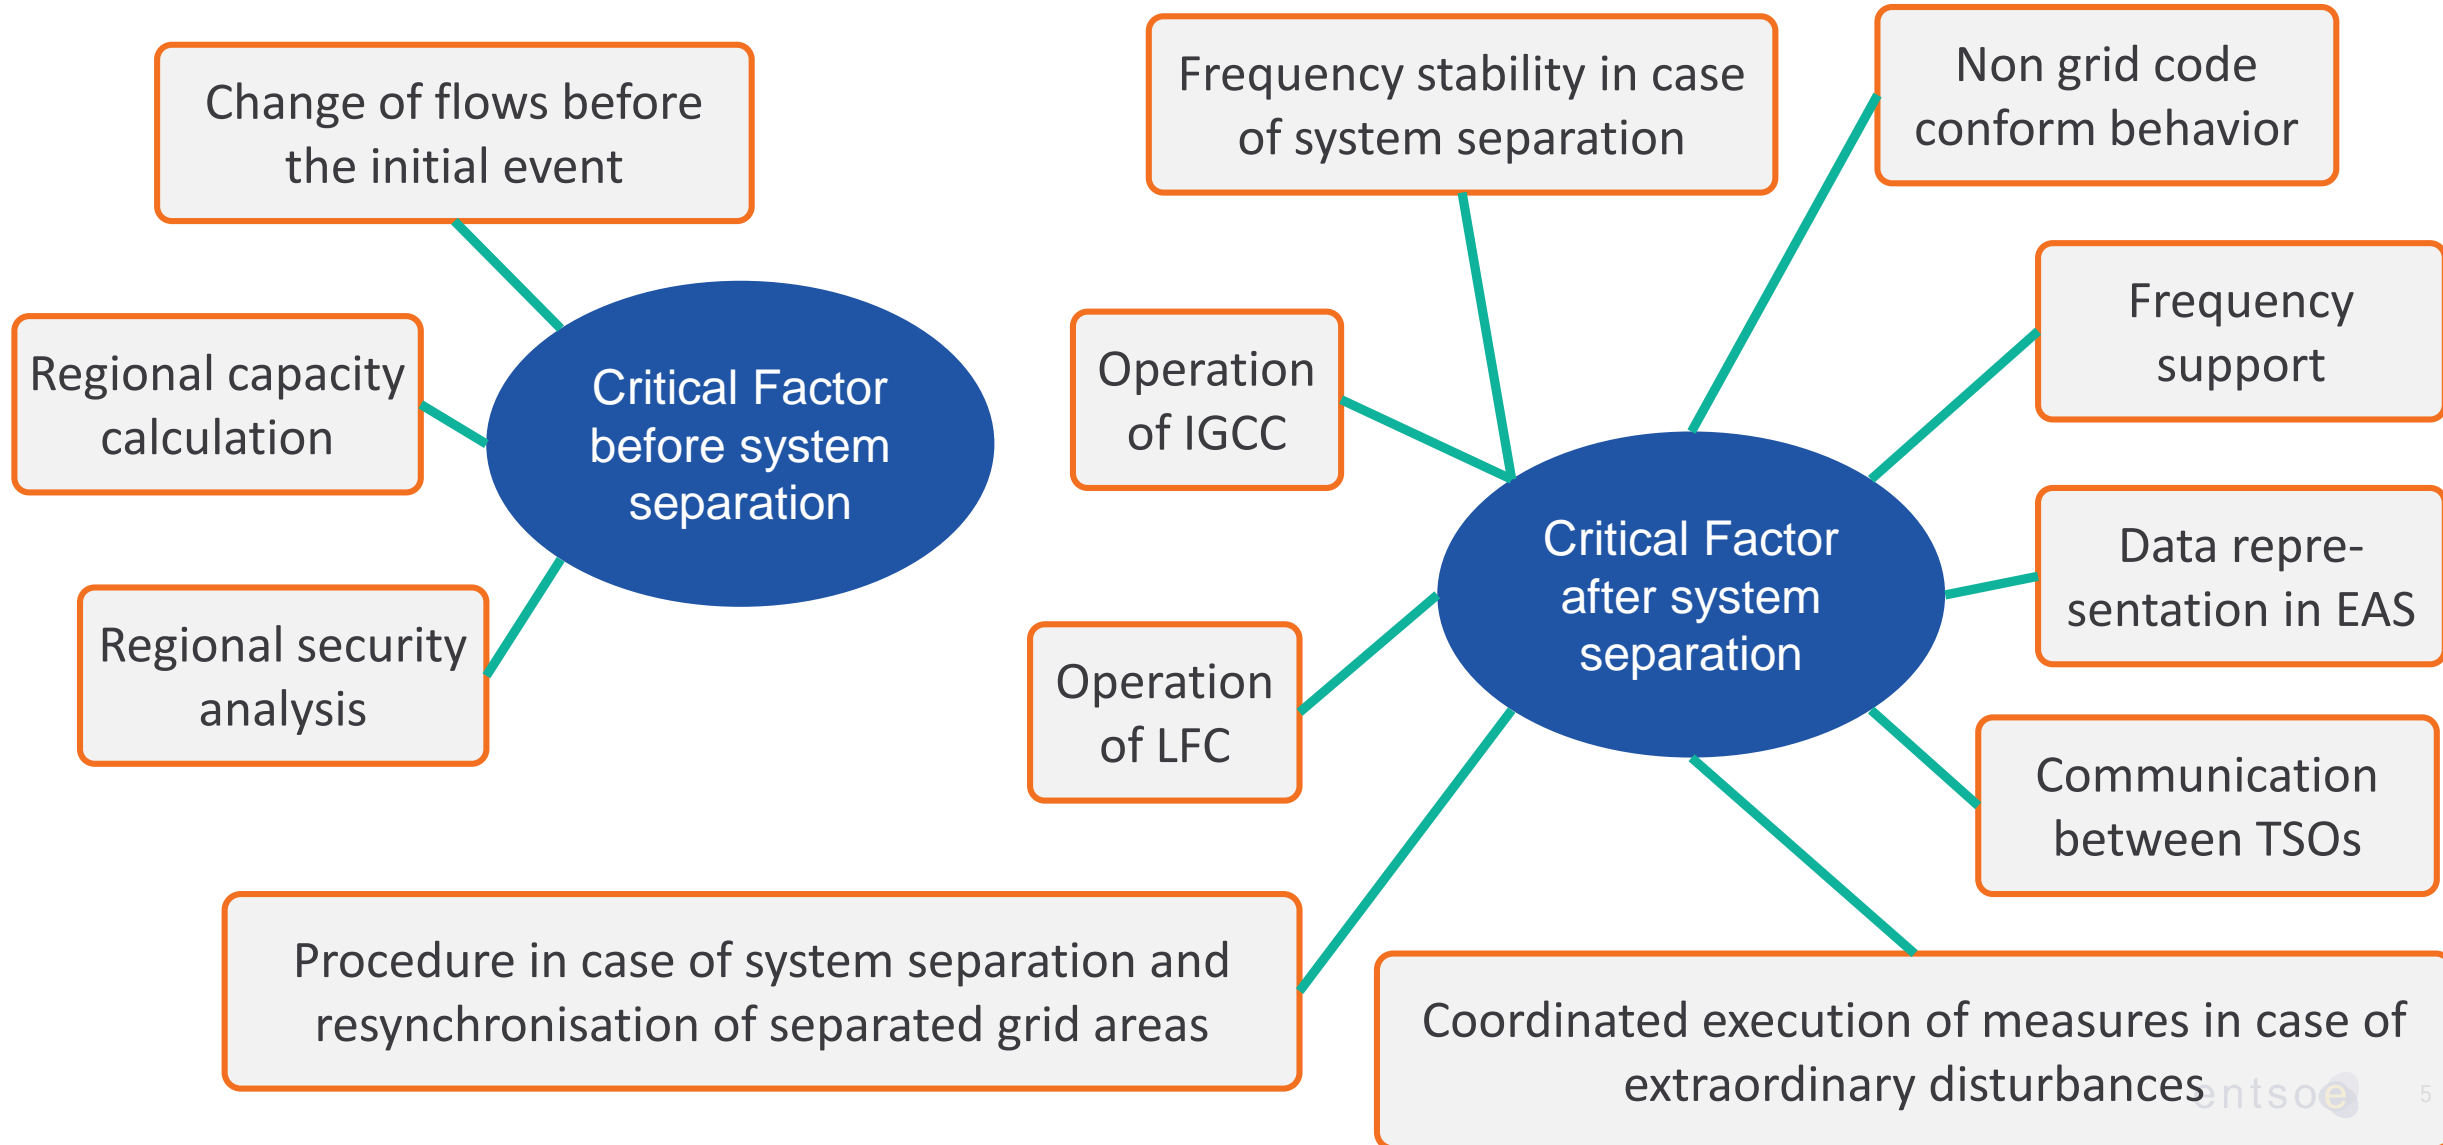 Change of flows before
the initial event
Regional capacity
calculation
Regional security
analysis
Critical Factor
before system
separation
Frequency stability in case
of system separation
Non grid code
conform behavior
Operation
of IGCC
Frequency
support
Operation
of LFC
Critical Factor
after system
separation
Data repre-
sentation in EAS
Communication
between TSOs
Procedure in case of system separation and
resynchronisation of separated grid areas
Coordinated execution of measures in case of
extraordinary disturbances
entsoe
5